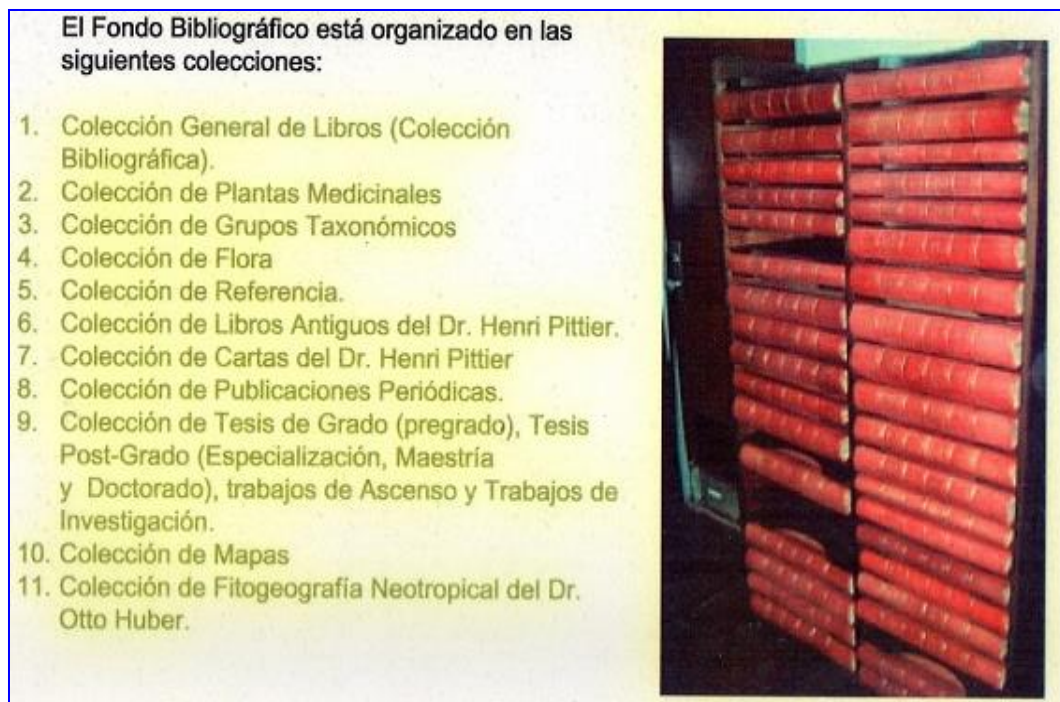 El Fondo Bibliográfico está organizado en las
siguientes colecciones:
1. Colección General de Libros (Colección
Bibliográfica).
2. Colección de Plantas Medicinales
3. Colección de Grupos Taxonómicos
4. Colección de Flora
5. Colección de Referencia.
6. Colección de Libros Antiguos del Dr. Henri Pittier.
7. Colección de Cartas del Dr. Henri Pittier
8. Colección de Publicaciones Periódicas.
9. Colección de Tesis de Grado (pregrado), Tesis
Post-Grado (Especialización, Maestría
y Doctorado), trabajos de Ascenso y Trabajos de
Investigación.
10. Colección de Mapas
11. Colección de Fitogeografía Neotropical del Dr.
Otto Huber.